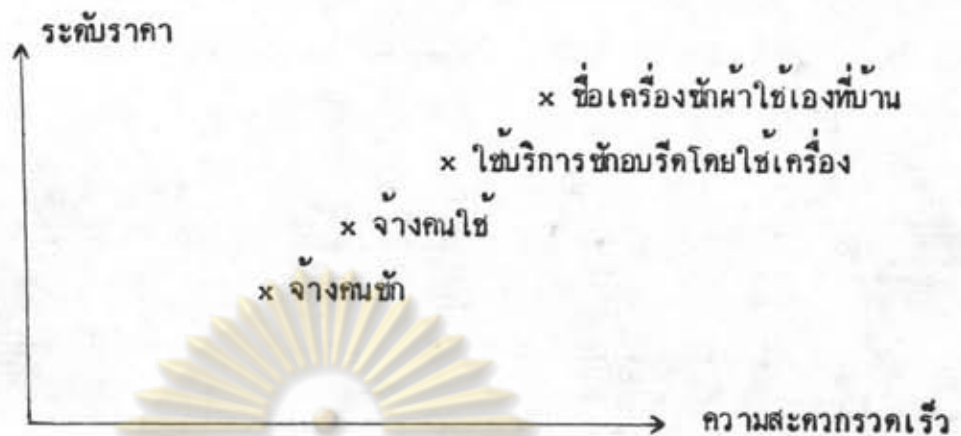 ระดับราคา
x ซื้อเครื่องซักผ้าใช้เองที่บ้าน
x ใช้บริการซักอบรีดโดยใช้เครื่อง
x จ้างคนใช้
x จ้างคนซัก
ความสะดวกรวดเร็ว